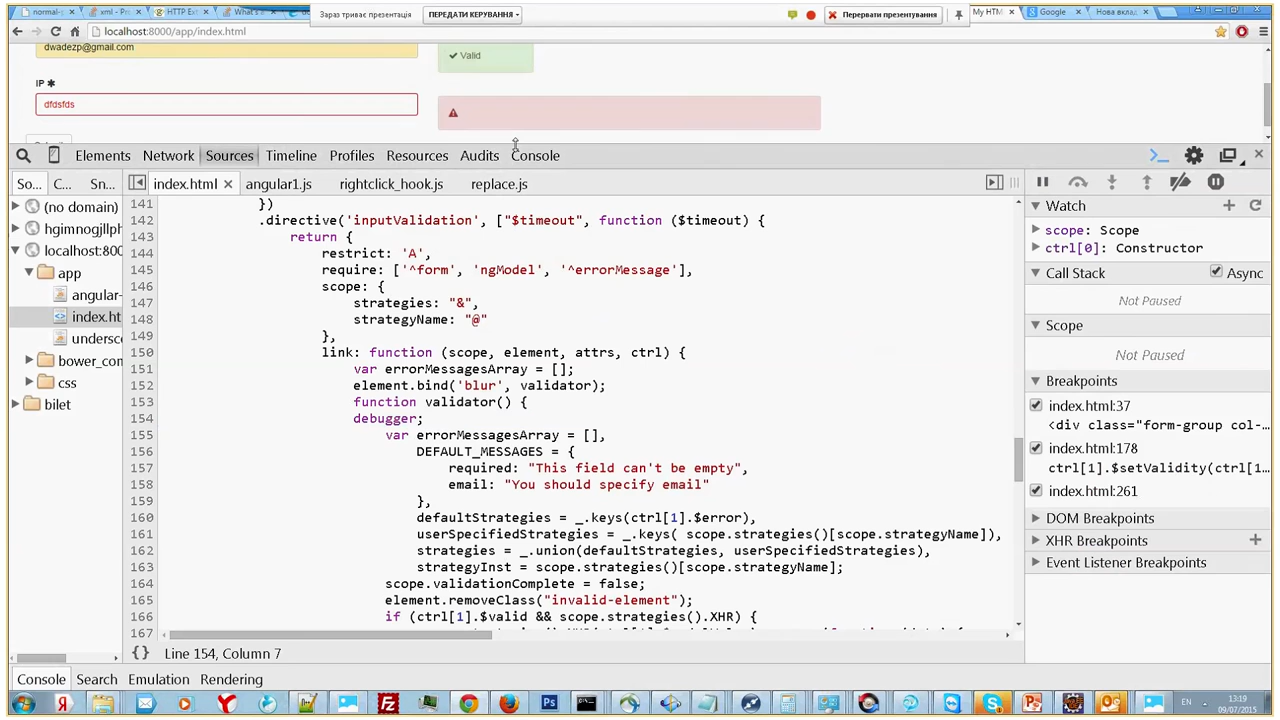 normal-p
xml - Pr
HTTP Ext
What's i
Зараз триває презентація
ПЕРЕДАТИ КЕРУВАННЯ
Перервати презентування
My HTM
Google
Нова вклад
localhost:8000/app/index.html
dwadezp@gmail.com
Valid
IP ✱
dfdsfds
Elements Network Sources Timeline Profiles Resources Audits Console
So... C... Sn...
index.html angular1.js rightclick_hook.js replace.js
(no domain)
hgimnogjllph
localhost:800
app
angular-
index.ht
undersc
bower_com
css
bilet
141 })
142 .directive('inputValidation', ["$timeout", function ($timeout) {
143 return {
144 restrict: 'A',
145 require: ['^form', 'ngModel', '^errorMessage'],
146 scope: {
147 strategies: "&",
148 strategyName: "@"
149 },
150 link: function (scope, element, attrs, ctrl) {
151 var errorMessagesArray = [];
152 element.bind('blur', validator);
153 function validator() {
154 debugger;
155 var errorMessagesArray = [],
156 DEFAULT_MESSAGES = {
157 required: "This field can't be empty",
158 email: "You should specify email"
159 },
160 defaultStrategies = _.keys(ctrl[1].$error),
161 userSpecifiedStrategies = _.keys( scope.strategies()[scope.strategyName]),
162 strategies = _.union(defaultStrategies, userSpecifiedStrategies),
163 strategyInst = scope.strategies()[scope.strategyName];
164 scope.validationComplete = false;
165 element.removeClass("invalid-element");
166 if (ctrl[1].$valid && scope.strategies().XHR) {
167
{} Line 154, Column 7
Watch
scope: Scope
ctrl[0]: Constructor
Call Stack Async
Not Paused
Scope
Not Paused
Breakpoints
index.html:37
<div class="form-group col-...
index.html:178
ctrl[1].$setValidity(ctrl[1...
index.html:261
DOM Breakpoints
XHR Breakpoints
Event Listener Breakpoints
Console Search Emulation Rendering
EN
13:19
09/07/2015